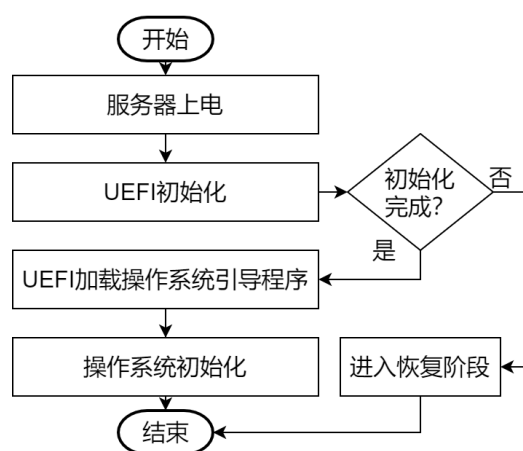 开始
服务器上电
UEFI初始化
初始化
完成？
否
是
UEFI加载操作系统引导程序
操作系统初始化
进入恢复阶段
结束